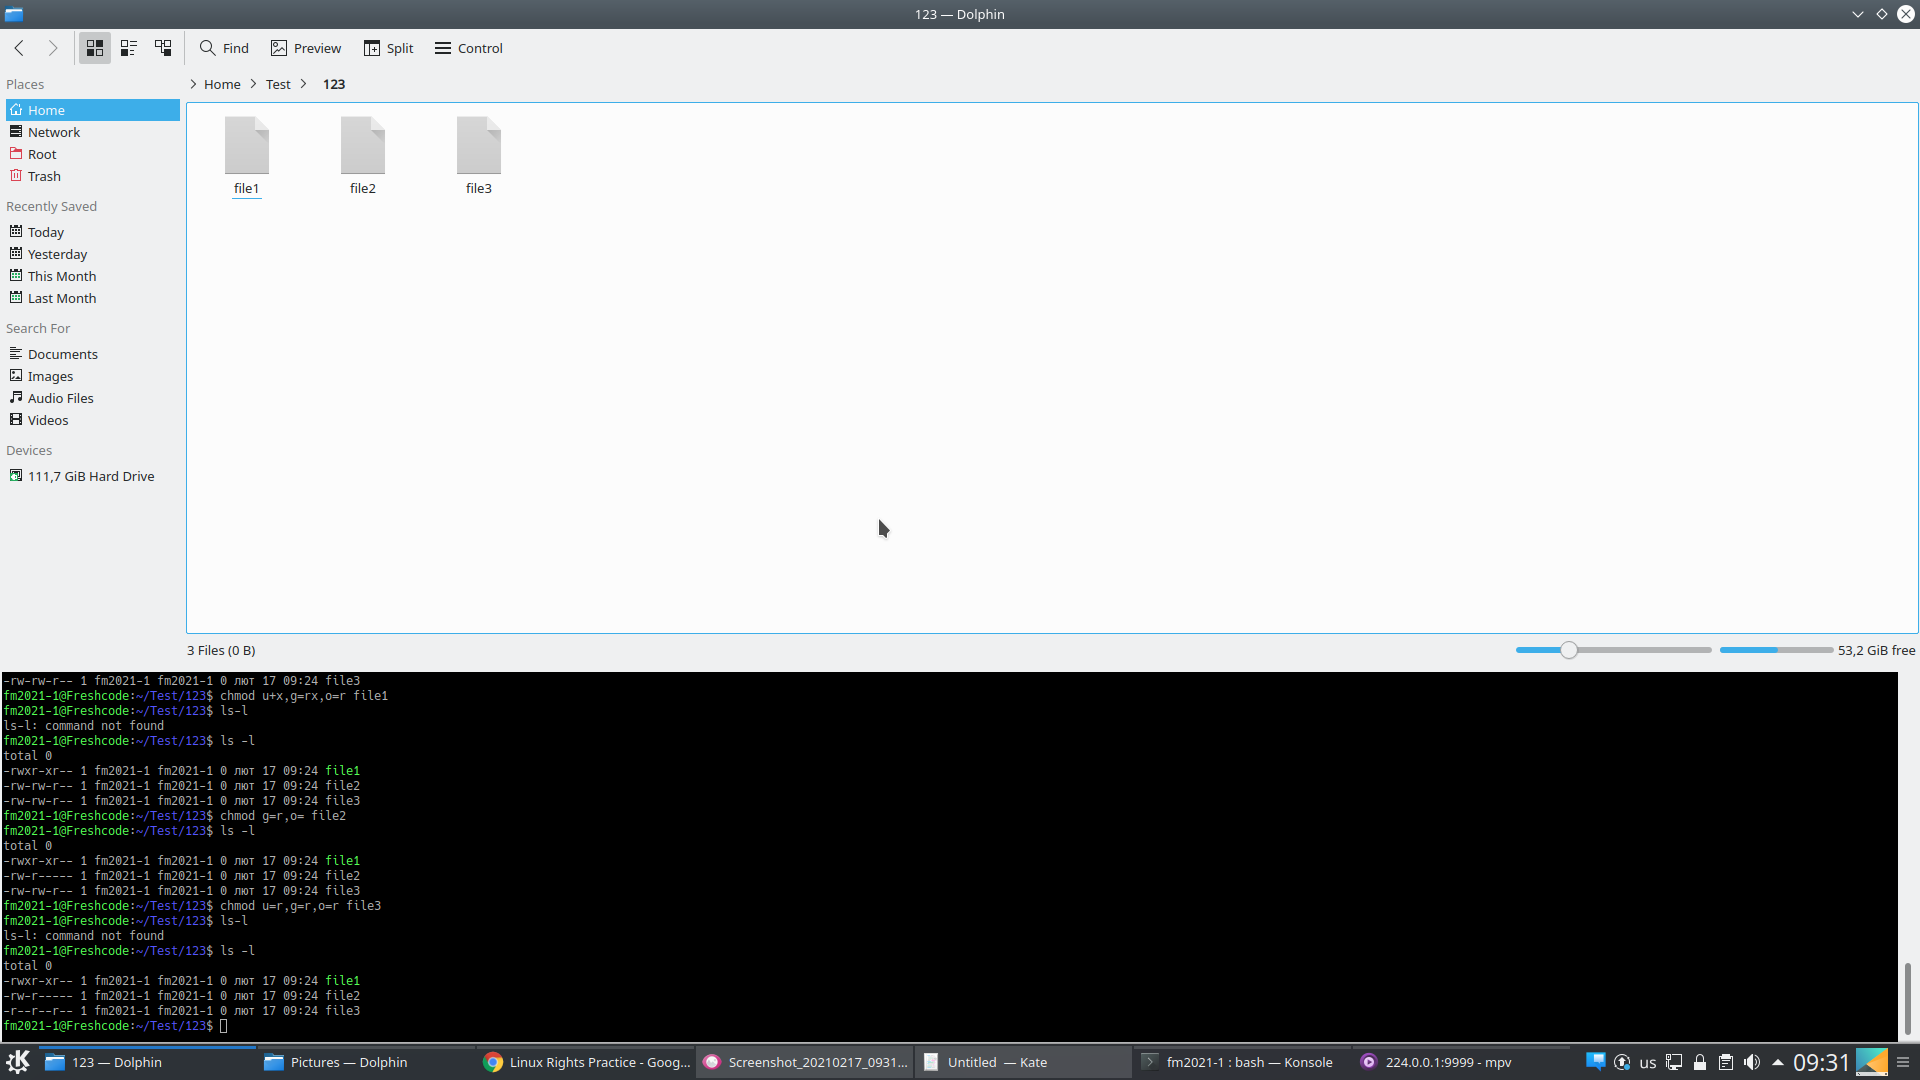 123 — Dolphin
Find Preview Split Control
Places
Home
Network
Root
Trash
Recently Saved
Today
Yesterday
This Month
Last Month
Search For
Documents
Images
Audio Files
Videos
Devices
111,7 GiB Hard Drive
Home Test 123
file1 file2 file3
3 Files (0 B) 53,2 GiB free
-rw-rw-r-- 1 fm2021-1 fm2021-1 0 лют 17 09:24 file3
fm2021-1@Freshcode:~/Test/123$ chmod u+x,g=rx,o=r file1
fm2021-1@Freshcode:~/Test/123$ ls-l
ls-l: command not found
fm2021-1@Freshcode:~/Test/123$ ls -l
total 0
-rwxr-xr-- 1 fm2021-1 fm2021-1 0 лют 17 09:24 file1
-rw-rw-r-- 1 fm2021-1 fm2021-1 0 лют 17 09:24 file2
-rw-rw-r-- 1 fm2021-1 fm2021-1 0 лют 17 09:24 file3
fm2021-1@Freshcode:~/Test/123$ chmod g=r,o= file2
fm2021-1@Freshcode:~/Test/123$ ls -l
total 0
-rwxr-xr-- 1 fm2021-1 fm2021-1 0 лют 17 09:24 file1
-rw-r----- 1 fm2021-1 fm2021-1 0 лют 17 09:24 file2
-rw-rw-r-- 1 fm2021-1 fm2021-1 0 лют 17 09:24 file3
fm2021-1@Freshcode:~/Test/123$ chmod u=r,g=r,o=r file3
fm2021-1@Freshcode:~/Test/123$ ls-l
ls-l: command not found
fm2021-1@Freshcode:~/Test/123$ ls -l
total 0
-rwxr-xr-- 1 fm2021-1 fm2021-1 0 лют 17 09:24 file1
-rw-r----- 1 fm2021-1 fm2021-1 0 лют 17 09:24 file2
-r--r--r-- 1 fm2021-1 fm2021-1 0 лют 17 09:24 file3
fm2021-1@Freshcode:~/Test/123$
123 — Dolphin Pictures — Dolphin Linux Rights Practice - Goog... Screenshot_20210217_0931... Untitled — Kate fm2021-1 : bash — Konsole 224.0.0.1:9999 - mpv us 09:31